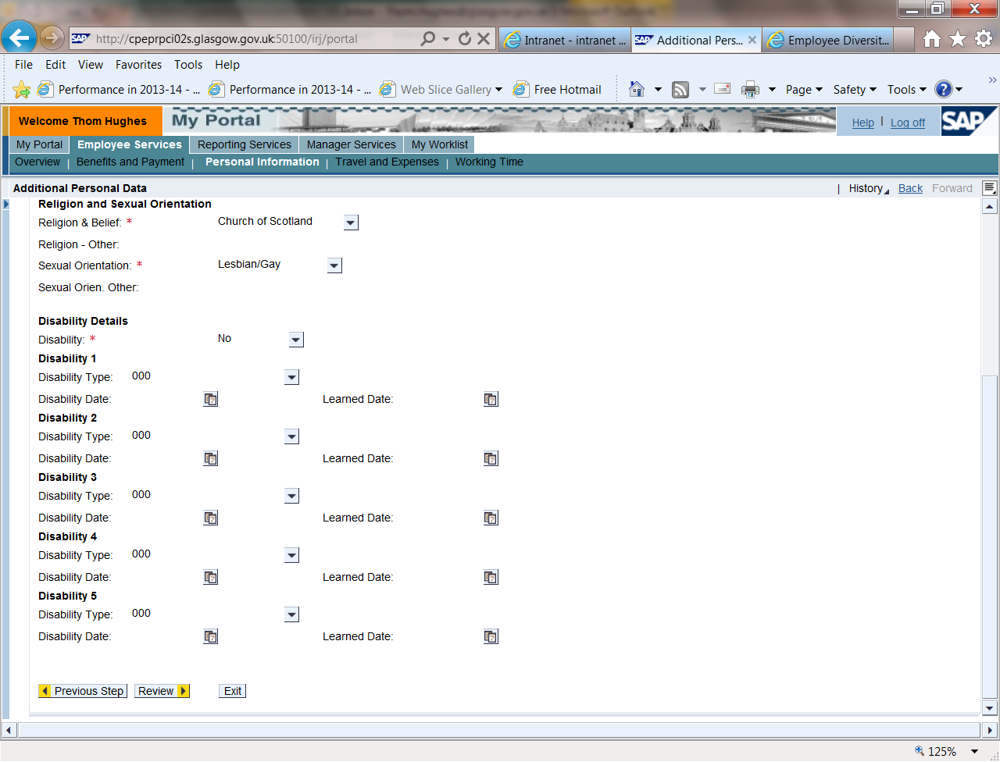 SAP http://cpeprpci02s.glasgow.gov.uk:50100/irj/portal Intranet - intranet ... SAP Additional Pers... Employee Diversit...
File Edit View Favorites Tools Help
Performance in 2013-14 - ... Performance in 2013-14 - ... Web Slice Gallery Free Hotmail Page Safety Tools
Welcome Thom Hughes My Portal Help | Log off SAP
My Portal Employee Services Reporting Services Manager Services My Worklist
Overview | Benefits and Payment | Personal Information | Travel and Expenses | Working Time
Additional Personal Data | History Back Forward
Religion and Sexual Orientation
Religion & Belief: * Church of Scotland
Religion - Other:
Sexual Orientation: * Lesbian/Gay
Sexual Orien. Other:
Disability Details
Disability: * No
Disability 1
Disability Type: 000
Disability Date: Learned Date:
Disability 2
Disability Type: 000
Disability Date: Learned Date:
Disability 3
Disability Type: 000
Disability Date: Learned Date:
Disability 4
Disability Type: 000
Disability Date: Learned Date:
Disability 5
Disability Type: 000
Disability Date: Learned Date:
Previous Step Review Exit
125%